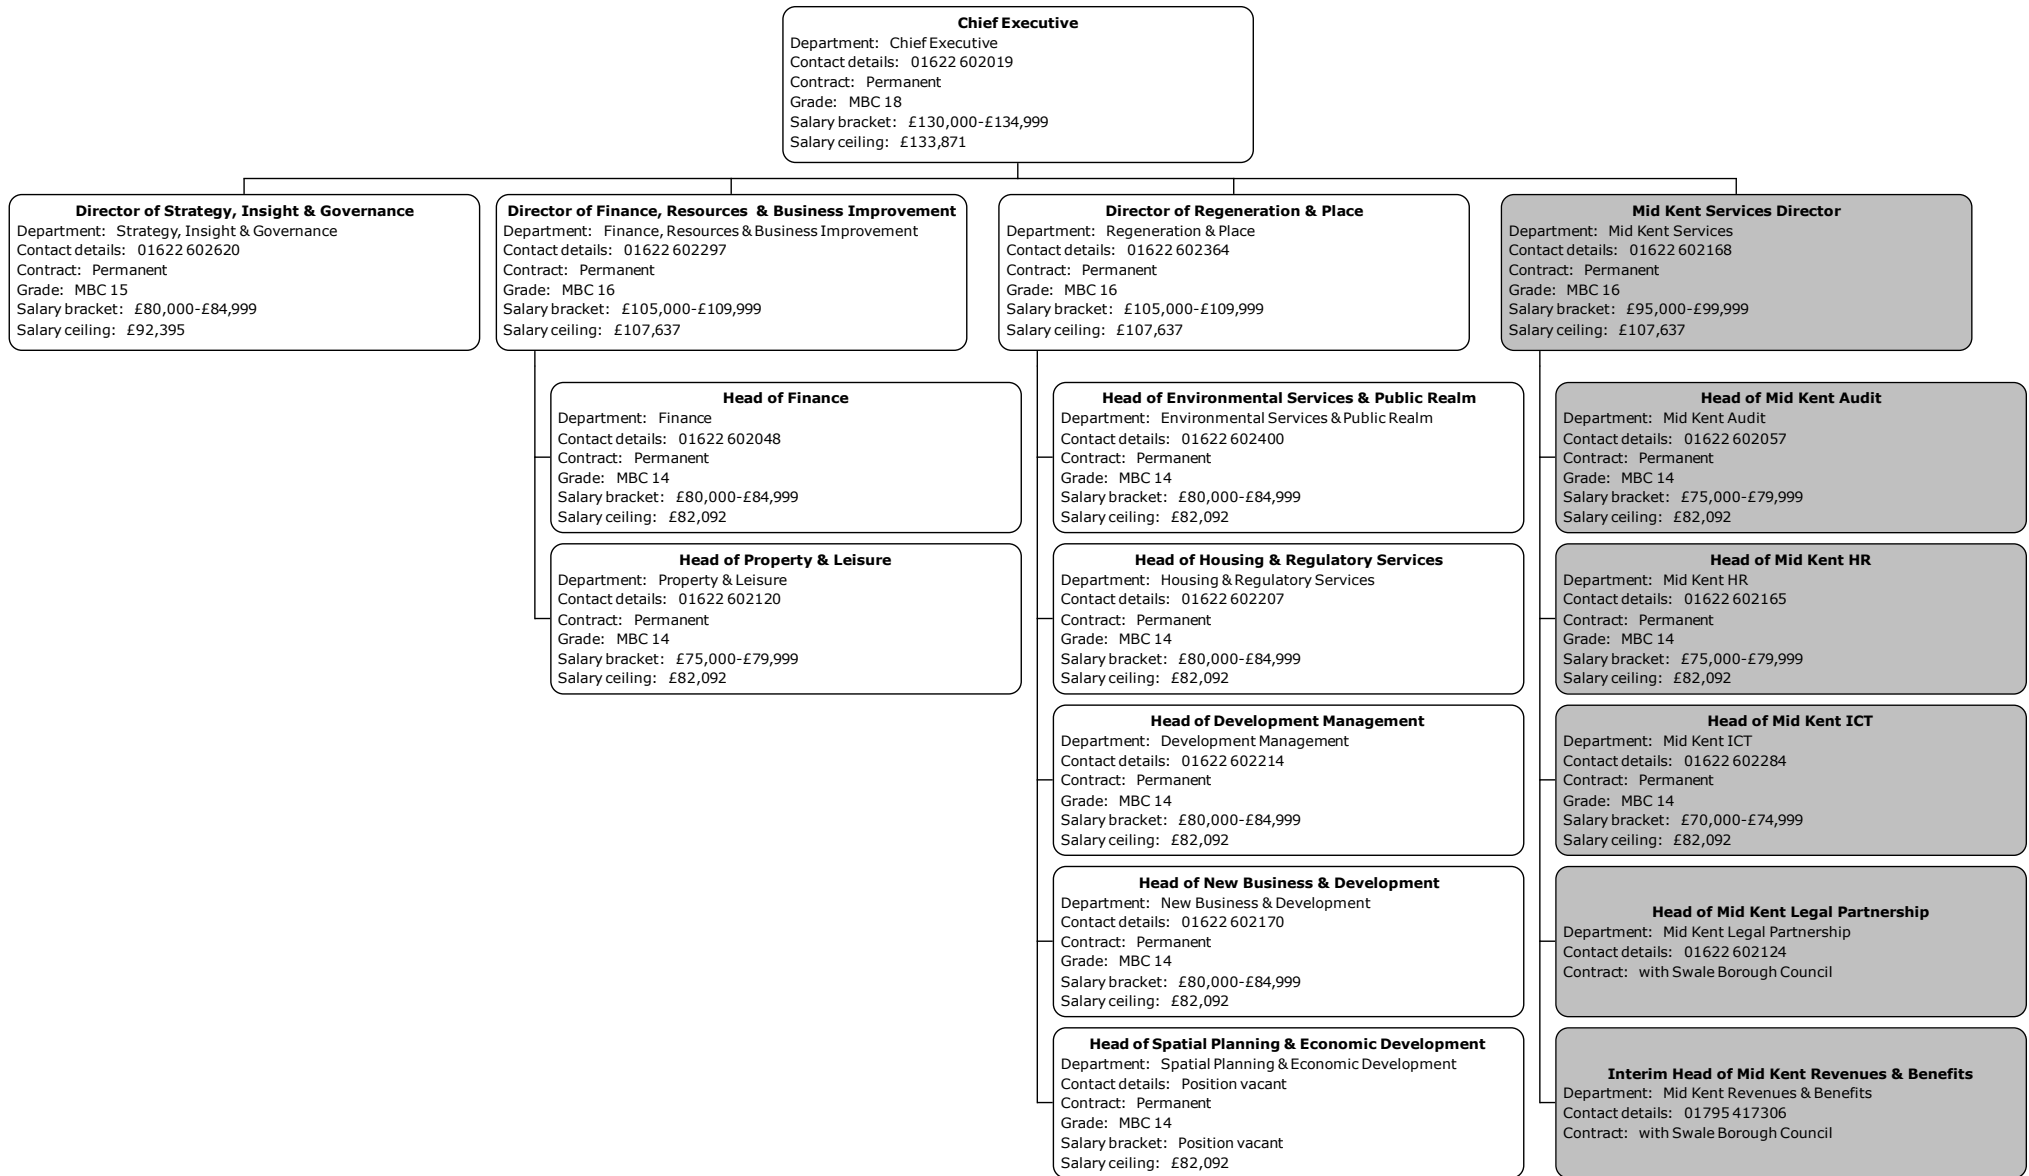 Chief Executive
Department: Chief Executive
Contact details: 01622 602019
Contract: Permanent
Grade: MBC 18
Salary bracket: £130,000-£134,999
Salary ceiling: £133,871
Director of Strategy, Insight & Governance
Department: Strategy, Insight & Governance
Contact details: 01622 602620
Contract: Permanent
Grade: MBC 15
Salary bracket: £80,000-£84,999
Salary ceiling: £92,395
Director of Finance, Resources & Business Improvement
Department: Finance, Resources & Business Improvement
Contact details: 01622 602297
Contract: Permanent
Grade: MBC 16
Salary bracket: £105,000-£109,999
Salary ceiling: £107,637
Director of Regeneration & Place
Department: Regeneration & Place
Contact details: 01622 602364
Contract: Permanent
Grade: MBC 16
Salary bracket: £105,000-£109,999
Salary ceiling: £107,637
Mid Kent Services Director
Department: Mid Kent Services
Contact details: 01622 602168
Contract: Permanent
Grade: MBC 16
Salary bracket: £95,000-£99,999
Salary ceiling: £107,637
Head of Finance
Department: Finance
Contact details: 01622 602048
Contract: Permanent
Grade: MBC 14
Salary bracket: £80,000-£84,999
Salary ceiling: £82,092
Head of Property & Leisure
Department: Property & Leisure
Contact details: 01622 602120
Contract: Permanent
Grade: MBC 14
Salary bracket: £75,000-£79,999
Salary ceiling: £82,092
Head of Environmental Services & Public Realm
Department: Environmental Services & Public Realm
Contact details: 01622 602400
Contract: Permanent
Grade: MBC 14
Salary bracket: £80,000-£84,999
Salary ceiling: £82,092
Head of Housing & Regulatory Services
Department: Housing & Regulatory Services
Contact details: 01622 602207
Contract: Permanent
Grade: MBC 14
Salary bracket: £80,000-£84,999
Salary ceiling: £82,092
Head of Development Management
Department: Development Management
Contact details: 01622 602214
Contract: Permanent
Grade: MBC 14
Salary bracket: £80,000-£84,999
Salary ceiling: £82,092
Head of New Business & Development
Department: New Business & Development
Contact details: 01622 602170
Contract: Permanent
Grade: MBC 14
Salary bracket: £80,000-£84,999
Salary ceiling: £82,092
Head of Spatial Planning & Economic Development
Department: Spatial Planning & Economic Development
Contact details: Position vacant
Contract: Permanent
Grade: MBC 14
Salary bracket: Position vacant
Salary ceiling: £82,092
Head of Mid Kent Audit
Department: Mid Kent Audit
Contact details: 01622 602057
Contract: Permanent
Grade: MBC 14
Salary bracket: £75,000-£79,999
Salary ceiling: £82,092
Head of Mid Kent HR
Department: Mid Kent HR
Contact details: 01622 602165
Contract: Permanent
Grade: MBC 14
Salary bracket: £75,000-£79,999
Salary ceiling: £82,092
Head of Mid Kent ICT
Department: Mid Kent ICT
Contact details: 01622 602284
Contract: Permanent
Grade: MBC 14
Salary bracket: £70,000-£74,999
Salary ceiling: £82,092
Head of Mid Kent Legal Partnership
Department: Mid Kent Legal Partnership
Contact details: 01622 602124
Contract: with Swale Borough Council
Interim Head of Mid Kent Revenues & Benefits
Department: Mid Kent Revenues & Benefits
Contact details: 01795 417306
Contract: with Swale Borough Council